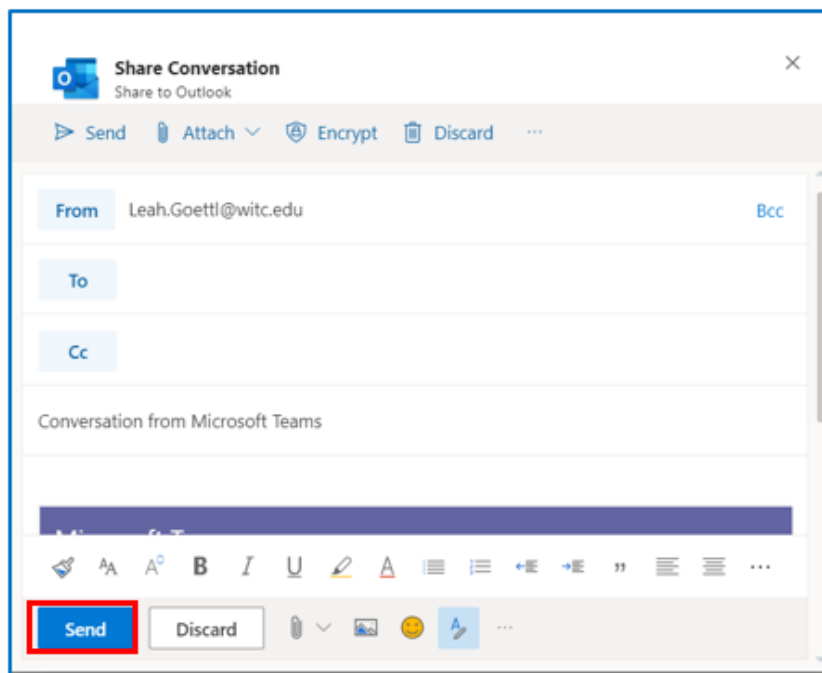 Share Conversation
Share to Outlook
Send Attach Encrypt Discard ...
From Leah.Goettl@witc.edu Bcc
To
Cc
Conversation from Microsoft Teams
B I U A
Send Discard ...